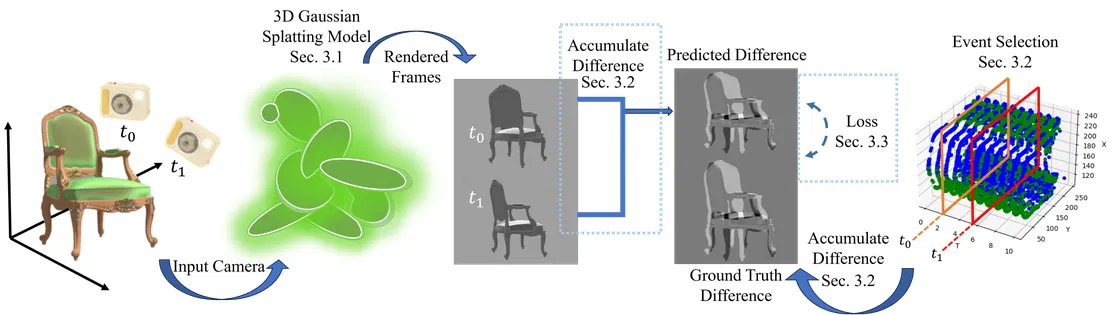 3D Gaussian
Splatting Model
Sec. 3.1
Rendered
Frames
Accumulate
Difference
Sec. 3.2
Predicted Difference
Event Selection
Sec. 3.2
t₀
t₁
Input Camera
t₀
t₁
Loss
Sec. 3.3
Ground Truth
Difference
Accumulate
Difference
Sec. 3.2
240
220
200
180
160
140
120
X
0
2
4
6
8
10
T
50
100
150
200
250
Y
t₀
t₁